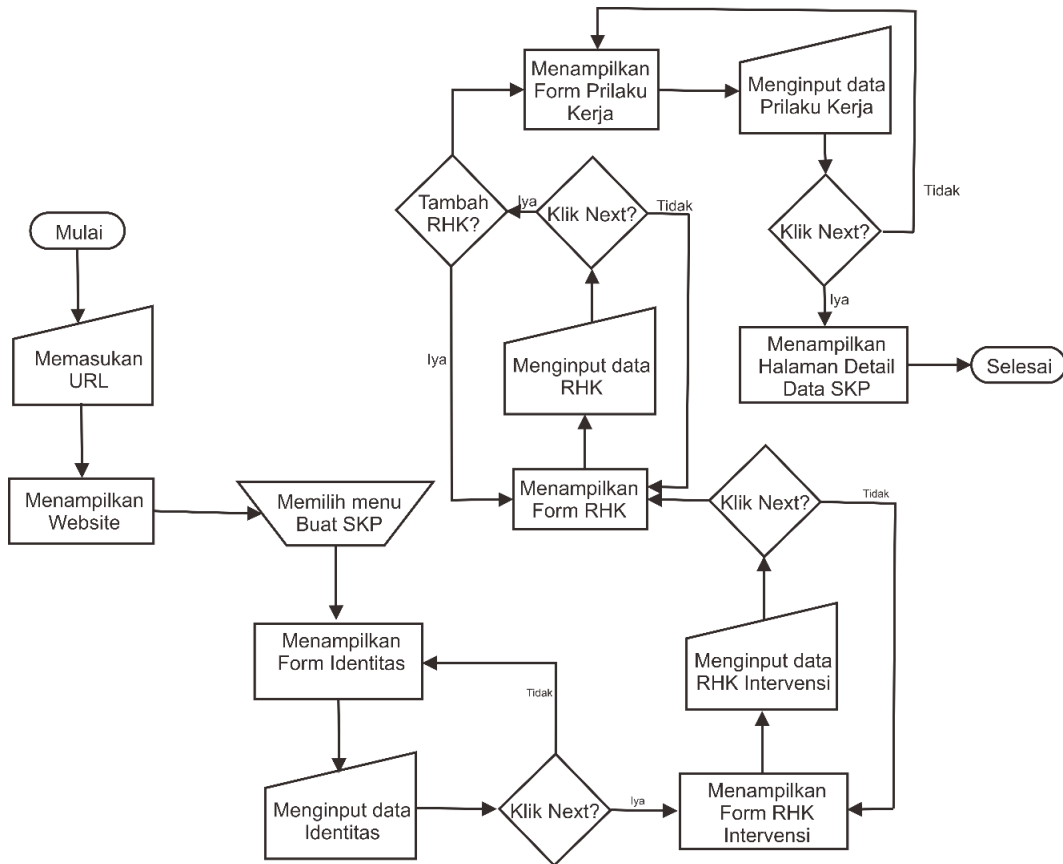 Mulai
Memasukan
URL
Menampilkan
Website
Memilih menu
Buat SKP
Menampilkan
Form Identitas
Menginput data
Identitas
Klik Next?
Tidak
Iya
Menampilkan
Form RHK
Intervensi
Menginput data
RHK Intervensi
Klik Next?
Tidak
Menampilkan
Form RHK
Menginput data
RHK
Klik Next?
Tidak
Iya
Tambah
RHK?
Iya
Menampilkan
Form Prilaku
Kerja
Menginput data
Prilaku Kerja
Klik Next?
Tidak
Iya
Menampilkan
Halaman Detail
Data SKP
Selesai